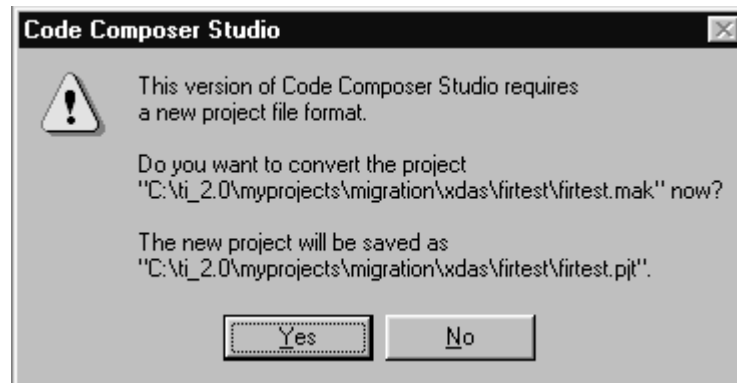 Code Composer Studio
This version of Code Composer Studio requires
a new project file format.
Do you want to convert the project
"C:\ti_2.0\myprojects\migration\xdas\firtest\firtest.mak" now?
The new project will be saved as
"C:\ti_2.0\myprojects\migration\xdas\firtest\firtest.pjt".
Yes
No